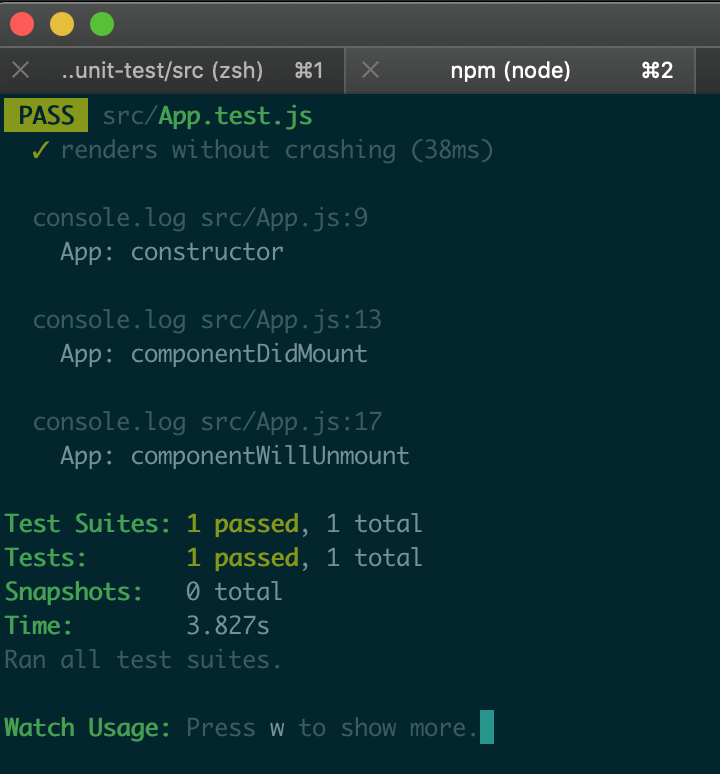 ..unit-test/src (zsh) ⌘1 npm (node) ⌘2
PASS src/App.test.js
✓ renders without crashing (38ms)
console.log src/App.js:9
App: constructor
console.log src/App.js:13
App: componentDidMount
console.log src/App.js:17
App: componentWillUnmount
Test Suites: 1 passed, 1 total
Tests: 1 passed, 1 total
Snapshots: 0 total
Time: 3.827s
Ran all test suites.
Watch Usage: Press w to show more.